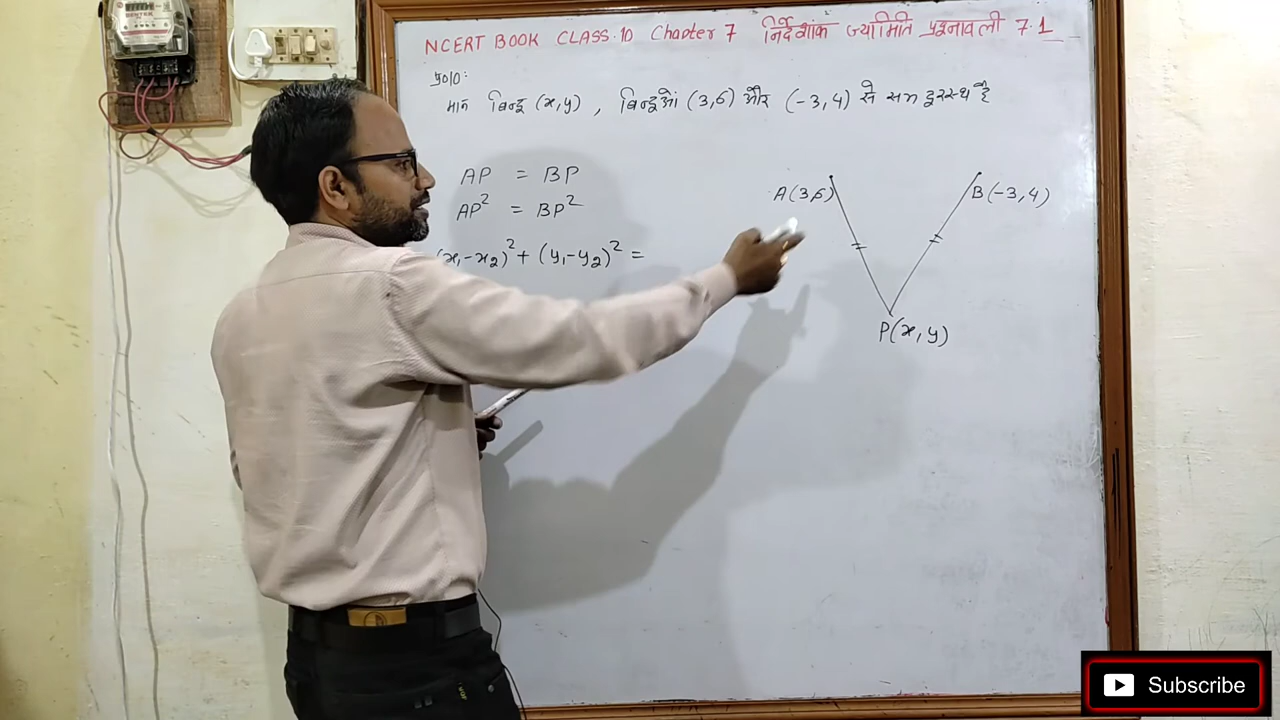 NCERT BOOK CLASS.10 Chapter 7 निर्देशांक ज्यामिति प्रश्नावली 7.1
प्र०10:
मान बिन्दु (x,y) , बिन्दुओं (3,6) और (-3,4) से सम दुरस्थ है
AP = BP
AP² = BP²
(x₁-x₂)² + (y₁-y₂)² =
A(3,6)
B(-3,4)
P(x,y)
Subscribe